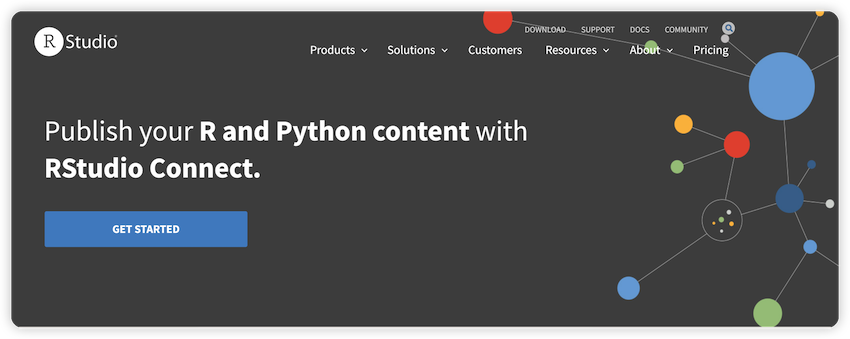 R Studio
DOWNLOAD SUPPORT DOCS COMMUNITY
Products Solutions Customers Resources About Pricing
Publish your R and Python content with
RStudio Connect.
GET STARTED